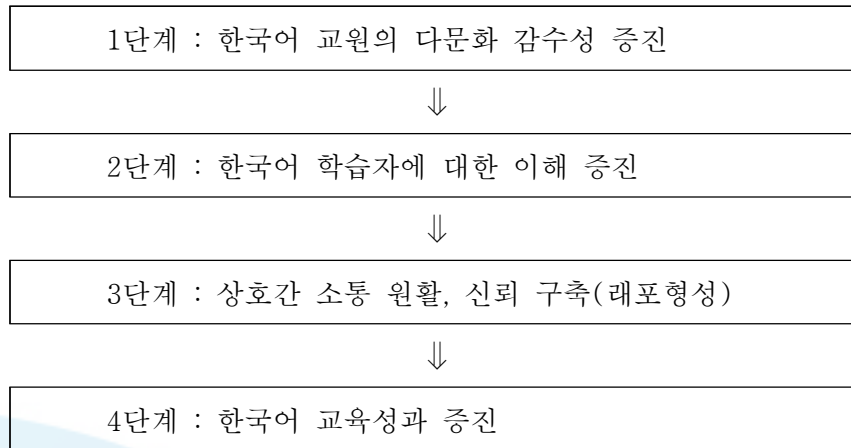 1단계 : 한국어 교원의 다문화 감수성 증진
⇓
2단계 : 한국어 학습자에 대한 이해 증진
⇓
3단계 : 상호간 소통 원활, 신뢰 구축(래포형성)
⇓
4단계 : 한국어 교육성과 증진